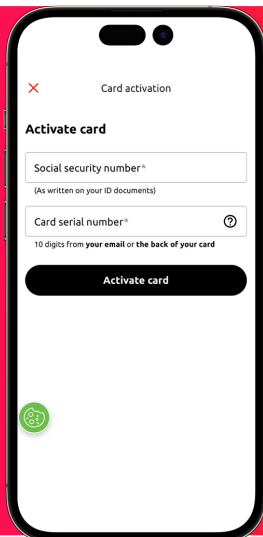 Card activation
Activate card
Social security number*
(As written on your ID documents)
Card serial number*
10 digits from your email or the back of your card
Activate card